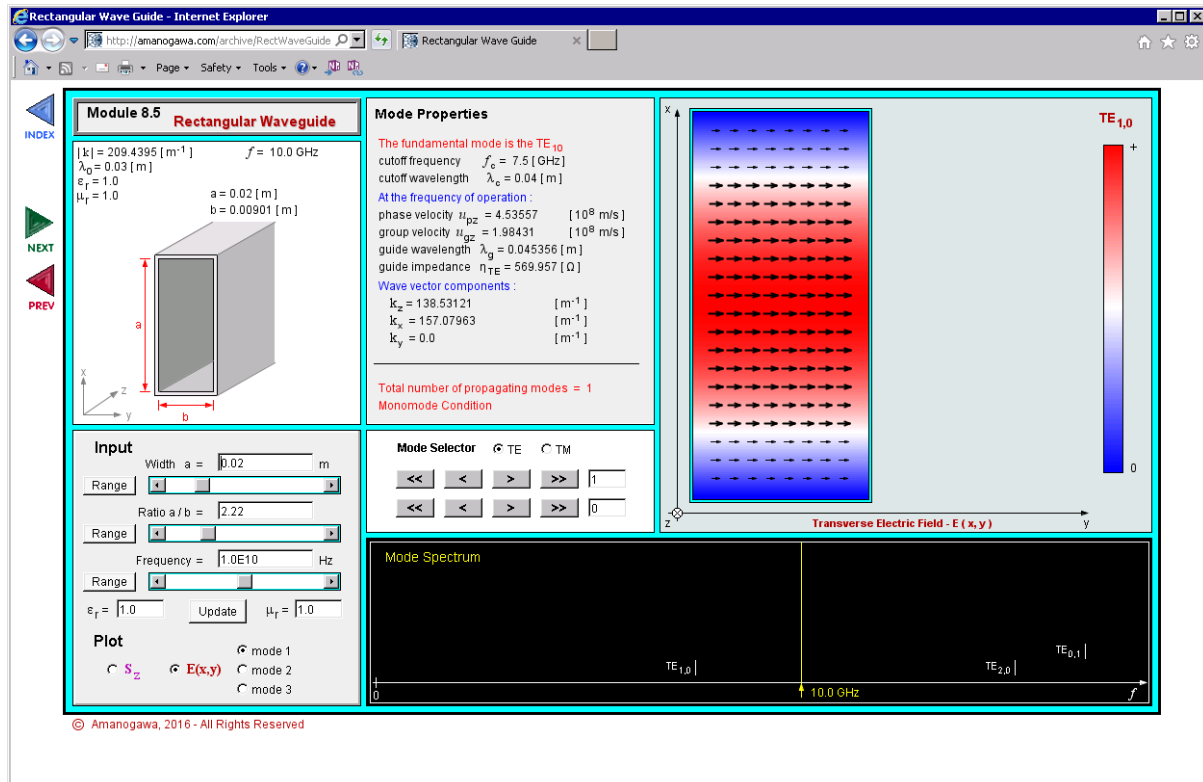 Rectangular Wave Guide - Internet Explorer
http://amanogawa.com/archive/RectWaveGuide
Rectangular Wave Guide
Page
Safety
Tools
INDEX
NEXT
PREV
Module 8.5
Rectangular Waveguide
|k| = 209.4395 [ m-1 ] f = 10.0 GHz
λ0 = 0.03 [ m ]
εr = 1.0
μr = 1.0
a = 0.02 [ m ]
b = 0.00901 [ m ]
a
b
x
z
y
Mode Properties
The fundamental mode is the TE10
cutoff frequency fc = 7.5 [ GHz ]
cutoff wavelength λc = 0.04 [ m ]
At the frequency of operation :
phase velocity upz = 4.53557 [ 10^8 m/s ]
group velocity ugz = 1.98431 [ 10^8 m/s ]
guide wavelength λg = 0.045356 [ m ]
guide impedance ηTE = 569.957 [ Ω ]
Wave vector components :
kz = 138.53121 [ m-1 ]
kx = 157.07963 [ m-1 ]
ky = 0.0 [ m-1 ]
Total number of propagating modes = 1
Monomode Condition
x
TE1,0
+
0
z
y
Transverse Electric Field - E ( x, y )
Input
Width a = 0.02 m
Range
Ratio a / b = 2.22
Range
Frequency = 1.0E10 Hz
Range
εr = 1.0 Update μr = 1.0
Plot
Sz E(x,y) mode 1
mode 2
mode 3
Mode Selector TE TM
<< < > >> 1
<< < > >> 0
Mode Spectrum
TE1,0
TE2,0
TE0,1
0
10.0 GHz
f
© Amanogawa, 2016 - All Rights Reserved